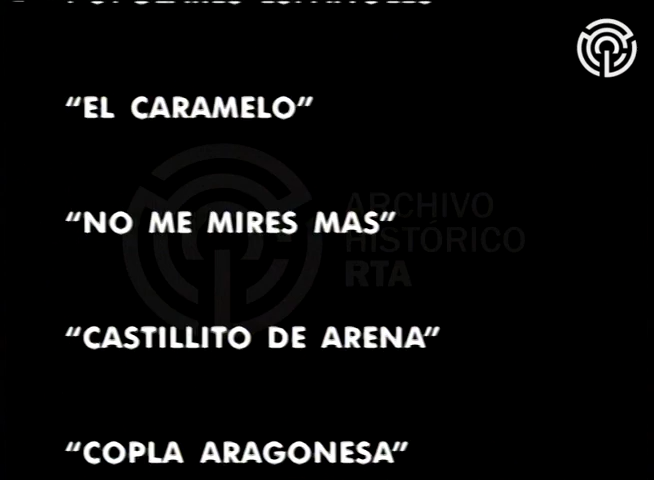 "EL CARAMELO"
"NO ME MIRES MAS"
ARCHIVO
HISTÓRICO
RTA
"CASTILLITO DE ARENA"
"COPLA ARAGONESA"